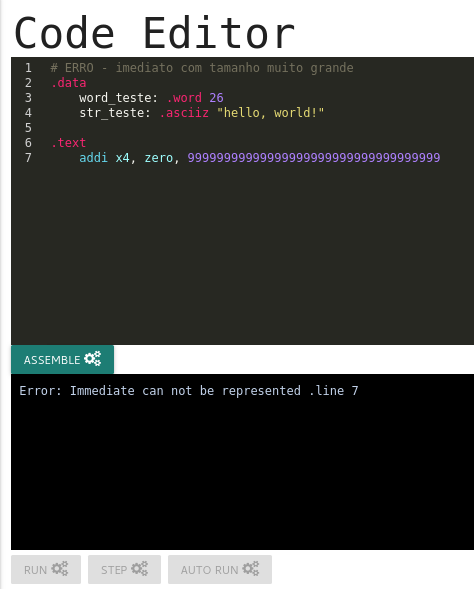 Code Editor
1 # ERRO - imediato com tamanho muito grande
2 .data
3 word_teste: .word 26
4 str_teste: .asciiz "hello, world!"
5
6 .text
7 addi x4, zero, 99999999999999999999999999999999999
ASSEMBLE
Error: Immediate can not be represented .line 7
RUN STEP AUTO RUN